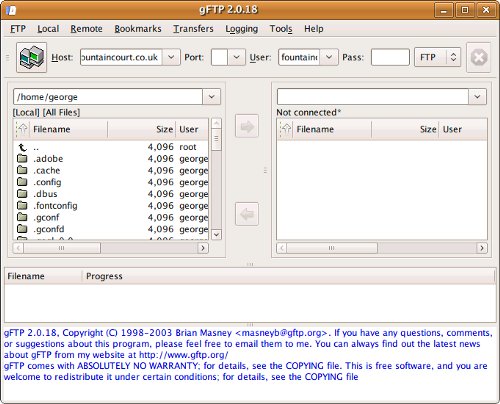 gFTP 2.0.18
FTP Local Remote Bookmarks Transfers Logging Tools Help
Host: ountaincourt.co.uk Port: User: fountainc Pass: FTP
/home/george
[Local] [All Files]
Not connected*
Filename Size User
Filename Size User
.. 4,096 root
.adobe 4,096 george
.cache 4,096 george
.config 4,096 george
.dbus 4,096 george
.fontconfig 4,096 george
.gconf 4,096 george
.gconfd 4,096 george
4,096 george
Filename Progress
gFTP 2.0.18, Copyright (C) 1998-2003 Brian Masney <masneyb@gftp.org>. If you have any questions, comments,
or suggestions about this program, please feel free to email them to me. You can always find out the latest news
about gFTP from my website at http://www.gftp.org/
gFTP comes with ABSOLUTELY NO WARRANTY; for details, see the COPYING file. This is free software, and you are
welcome to redistribute it under certain conditions; for details, see the COPYING file